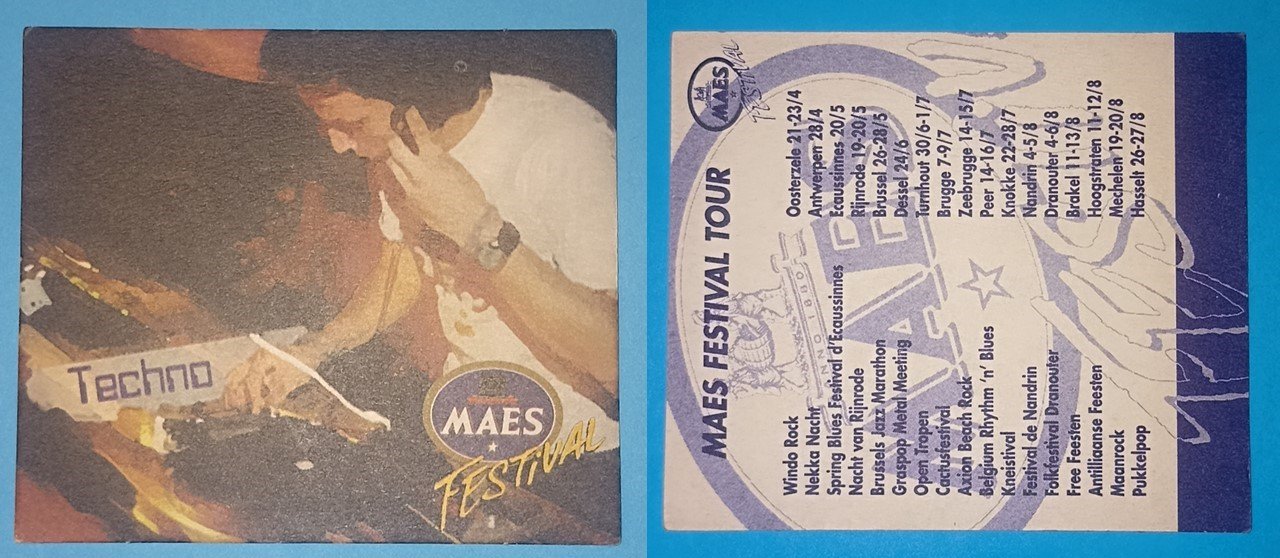 Techno
MAES
FESTiVAL
MAES
FESTIVAL
MAES FESTIVAL TOUR
Windo Rock Oosterzele 21-23/4
Nekka Nacht Antwerpen 28/4
Spring Blues Festival d'Ecaussinnes Ecaussinnes 20/5
Nacht van Rijnrode Rijnrode 19-20/5
Brussels Jazz Marathon Brussel 26-28/5
Graspop Metal Meeting Dessel 24/6
Open Tropen Turnhout 30/6-1/7
Cactusfestival Brugge 7-9/7
Axion Beach Rock Zeebrugge 14-15/7
Belgium Rhythm 'n' Blues Peer 14-16/7
Kneistival Knokke 22-28/7
Festival de Nandrin Nandrin 4-5/8
Folkfestival Dranouter Dranouter 4-6/8
Free Feesten Brakel 11-13/8
Antilliaanse Feesten Hoogstraten 11-12/8
Maanrock Mechelen 19-20/8
Pukkelpop Hasselt 26-27/8
ANNO 1880
MAES
FESTIVAL